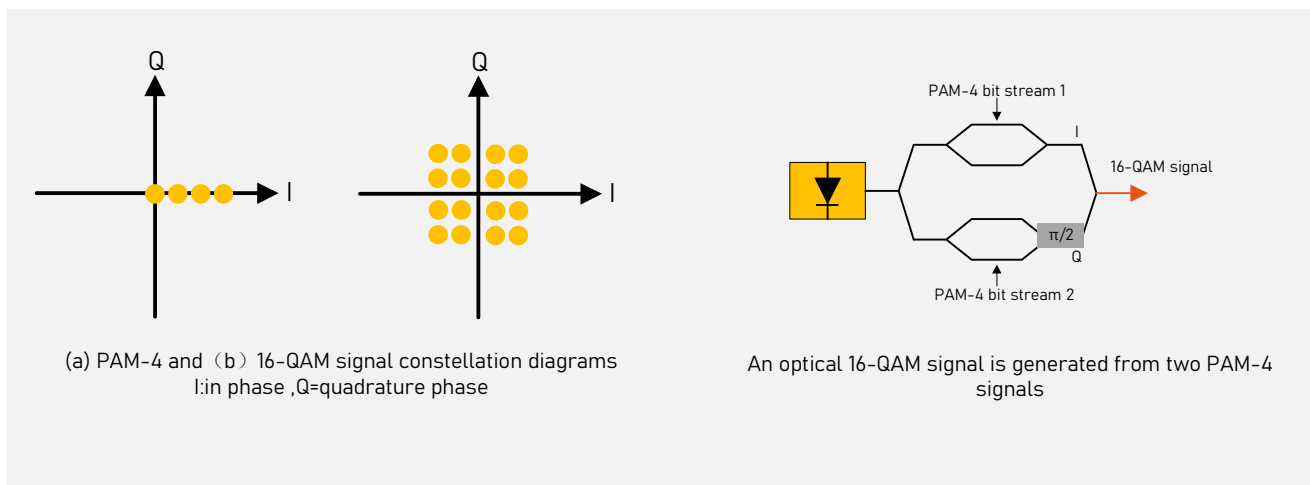 Q
I
Q
I
(a) PAM-4 and（b）16-QAM signal constellation diagrams
I:in phase ,Q=quadrature phase
PAM-4 bit stream 1
I
16-QAM signal
π/2
Q
PAM-4 bit stream 2
An optical 16-QAM signal is generated from two PAM-4
signals